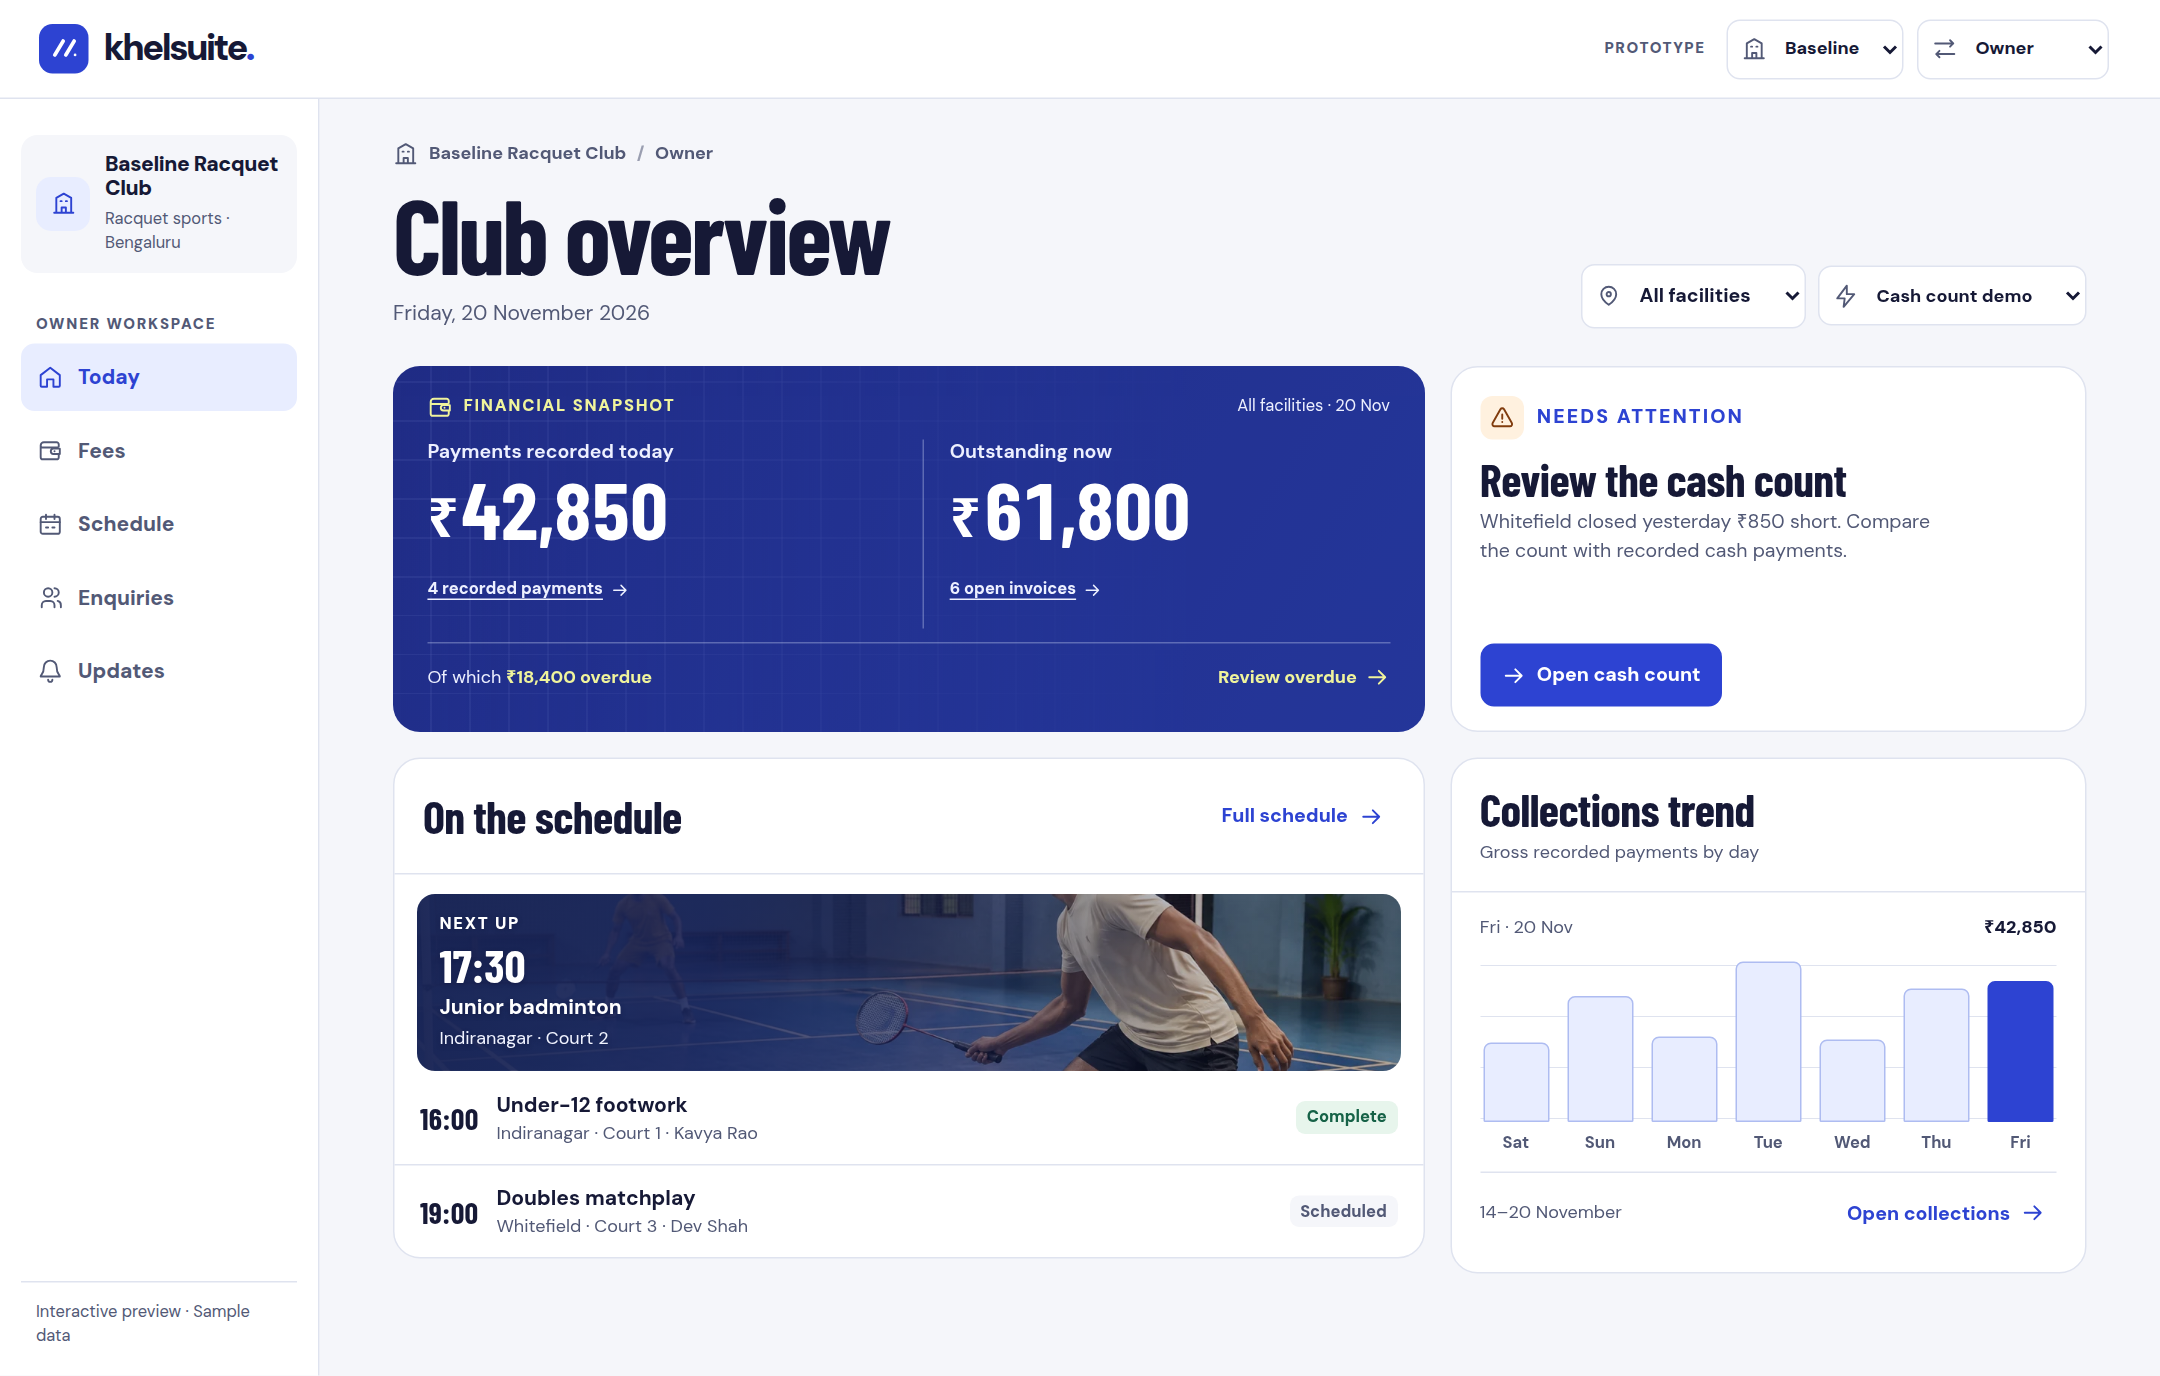 khelsuite.
PROTOTYPE
Baseline
Owner
Baseline Racquet
Club
Racquet sports ·
Bengaluru
OWNER WORKSPACE
Today
Fees
Schedule
Enquiries
Updates
Interactive preview · Sample
data
Baseline Racquet Club / Owner
Club overview
Friday, 20 November 2026
All facilities
Cash count demo
FINANCIAL SNAPSHOT
All facilities · 20 Nov
Payments recorded today
₹42,850
4 recorded payments →
Outstanding now
₹61,800
6 open invoices →
Of which ₹18,400 overdue
Review overdue →
NEEDS ATTENTION
Review the cash count
Whitefield closed yesterday ₹850 short. Compare
the count with recorded cash payments.
→ Open cash count
On the schedule
Full schedule →
NEXT UP
17:30
Junior badminton
Indiranagar · Court 2
16:00
Under-12 footwork
Indiranagar · Court 1 · Kavya Rao
Complete
19:00
Doubles matchplay
Whitefield · Court 3 · Dev Shah
Scheduled
Collections trend
Gross recorded payments by day
Fri · 20 Nov
₹42,850
Sat Sun Mon Tue Wed Thu Fri
14–20 November
Open collections →